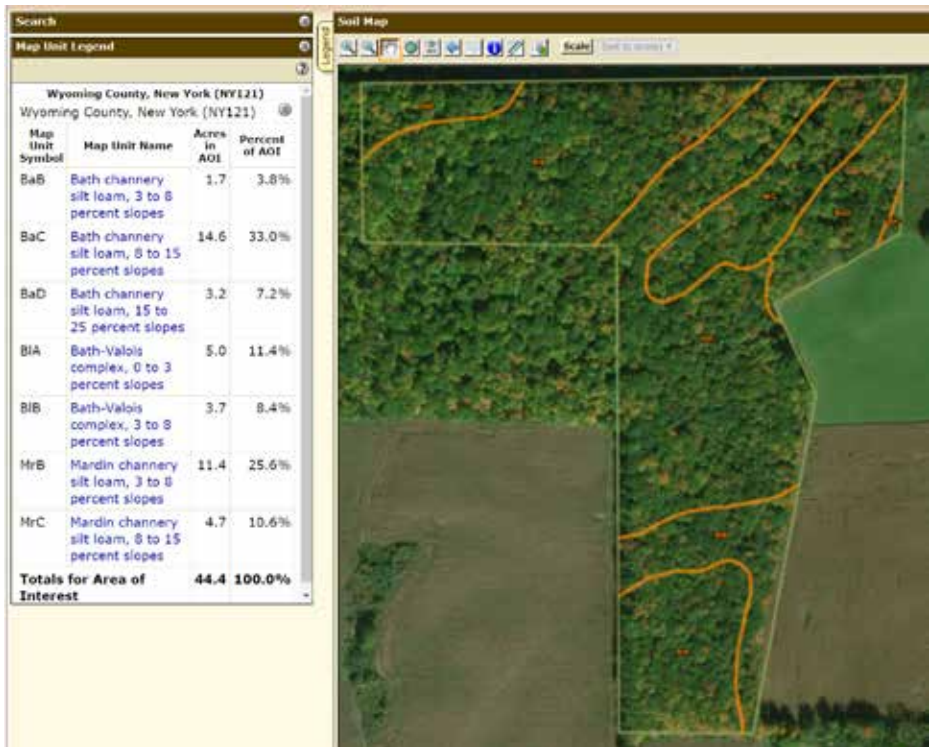 Search
Map Unit Legend
Wyoming County, New York (NY121)
Wyoming County, New York (NY121)
Map Unit Symbol Map Unit Name Acres in AOI Percent of AOI
BaB Bath channery 1.7 3.8%
silt loam, 3 to 8
percent slopes
BaC Bath channery 14.6 33.0%
silt loam, 8 to 15
percent slopes
BaD Bath channery 3.2 7.2%
silt loam, 15 to
25 percent slopes
BlA Bath-Valois 5.0 11.4%
complex, 0 to 3
percent slopes
BlB Bath-Valois 3.7 8.4%
complex, 3 to 8
percent slopes
MrB Mardin channery 11.4 25.6%
silt loam, 3 to 8
percent slopes
MrC Mardin channery 4.7 10.6%
silt loam, 8 to 15
percent slopes
Totals for Area of 44.4 100.0%
Interest
Legend
Soil Map
Scale